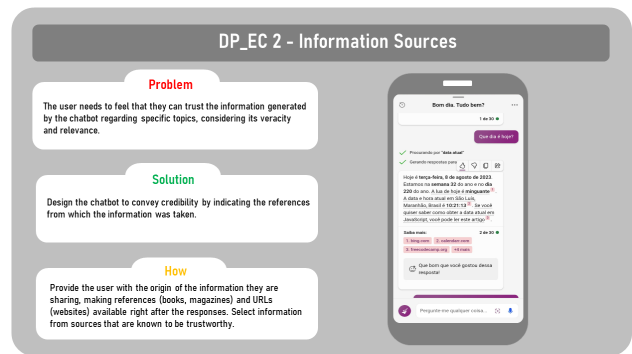 DP_EC 2 - Information Sources
Problem
The user needs to feel that they can trust the information generated
by the chatbot regarding specific topics, considering its veracity
and relevance.
Solution
Design the chatbot to convey credibility by indicating the references
from which the information was taken.
How
Provide the user with the origin of the information they are
sharing, making references (books, magazines) and URLs
(websites) available right after the responses. Select information
from sources that are known to be trustworthy.
Bom dia. Tudo bem?
1 de 30
Que dia é hoje?
Procurando por "data atual"
Gerando respostas para
Hoje é terça-feira, 8 de agosto de 2023.
Estamos na semana 32 do ano e no dia
220 do ano. A lua de hoje é minguante
A data e hora atual em São Luís,
Maranhão, Brasil é 10:21:13 . Se você
quiser saber como obter a data atual em
JavaScript, você pode ler este artigo
Saiba mais: 2 de 30
1. bing.com 2. calendarr.com
3. freecodecamp.org +4 mais
Que bom que você gostou dessa
resposta!
Pergunte-me qualquer coisa...